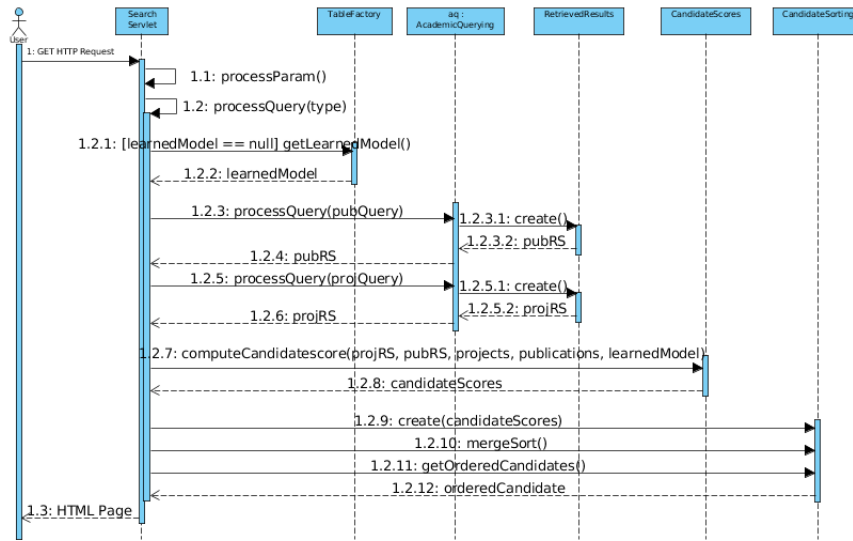 Search
Servlet
TableFactory
aq :
AcademicQuerying
RetrievedResults
CandidateScores
CandidateSorting
User
1: GET HTTP Request
1.1: processParam()
1.2: processQuery(type)
1.2.1: [learnedModel == null] getLearnedModel()
1.2.2: learnedModel
1.2.3: processQuery(pubQuery)
1.2.3.1: create()
1.2.3.2: pubRS
1.2.4: pubRS
1.2.5: processQuery(projQuery)
1.2.5.1: create()
1.2.5.2: projRS
1.2.6: projRS
1.2.7: computeCandidatescore(projRS, pubRS, projects, publications, learnedModel)
1.2.8: candidateScores
1.2.9: create(candidateScores)
1.2.10: mergeSort()
1.2.11: getOrderedCandidates()
1.2.12: orderedCandidate
1.3: HTML Page